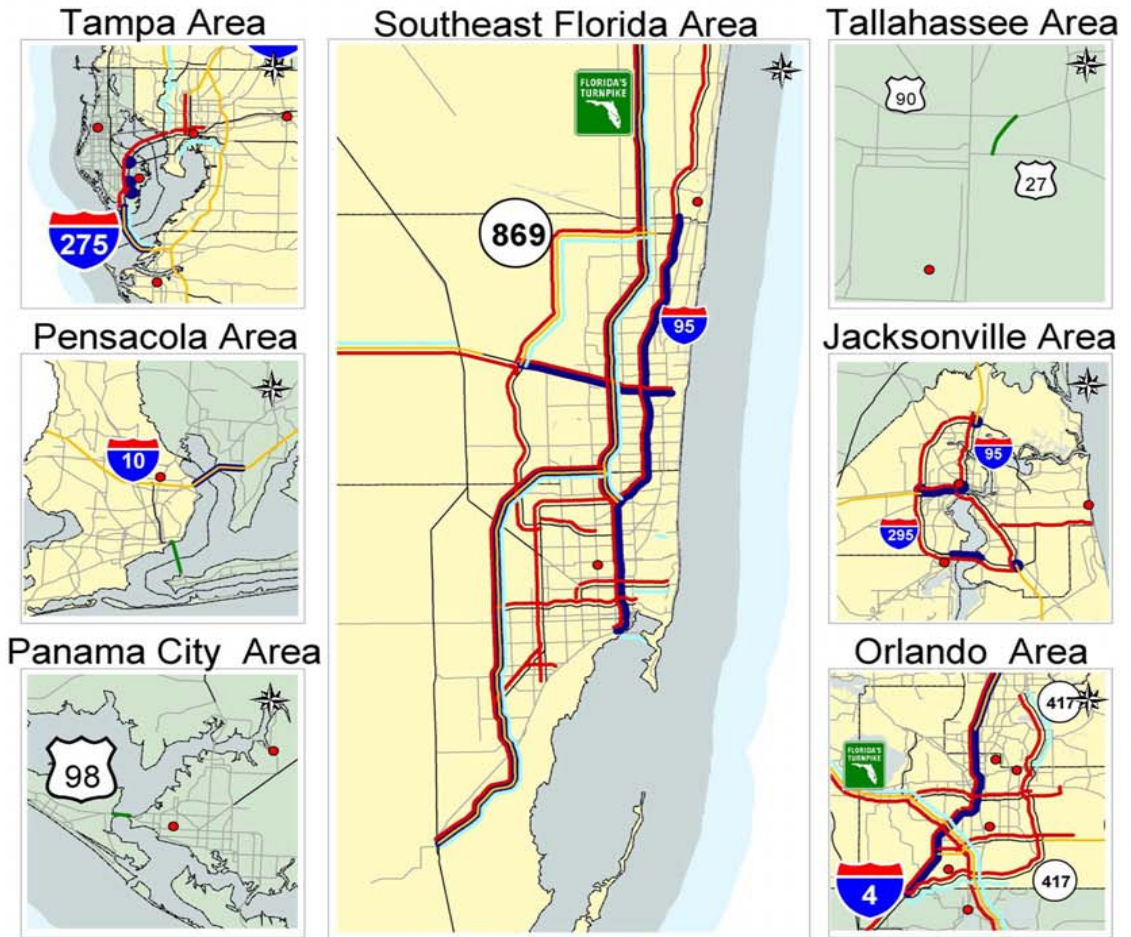 Tampa Area
275
Pensacola Area
10
Panama City Area
98
Southeast Florida Area
FLORIDA'S
TURNPIKE
869
95
Tallahassee Area
90
27
Jacksonville Area
95
295
Orlando Area
417
FLORIDA'S
TURNPIKE
4
417